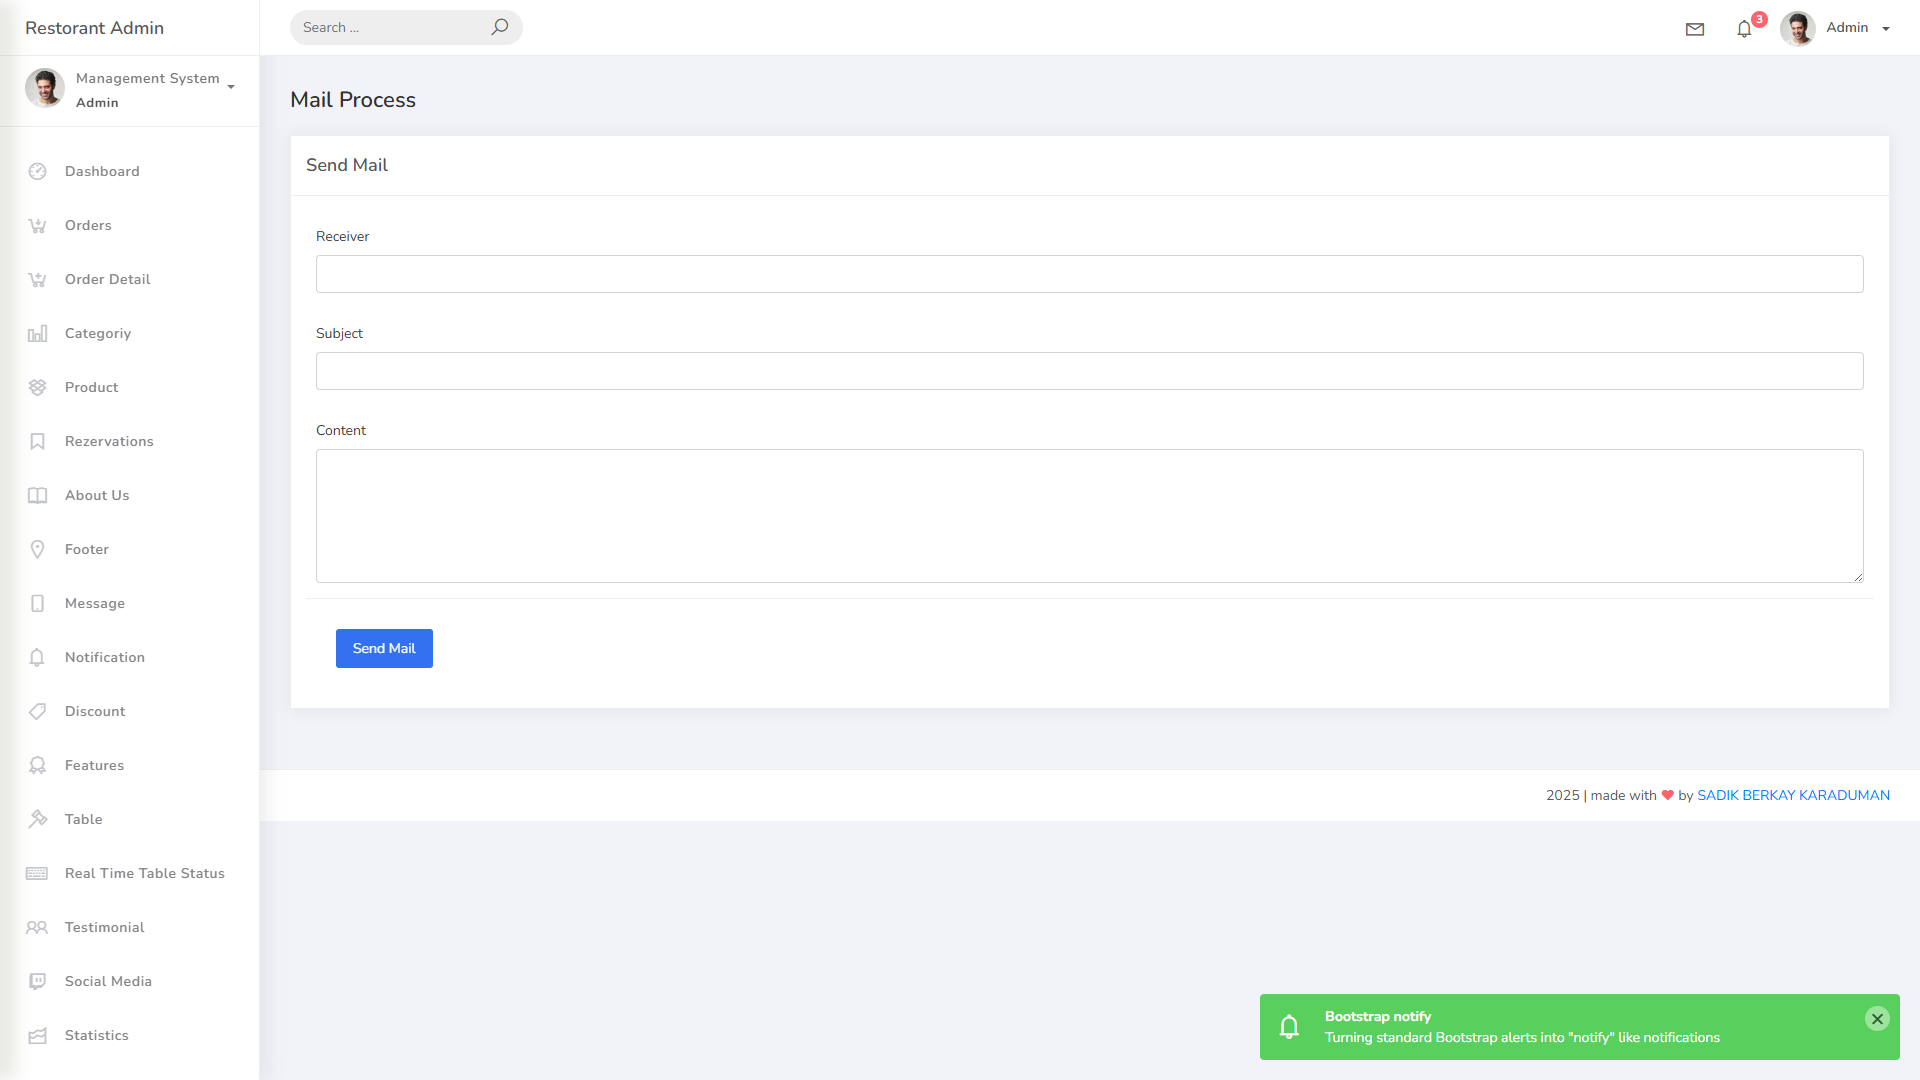 Restorant Admin
Search ...
3
Admin
Management System
Admin
Dashboard
Orders
Order Detail
Categoriy
Product
Rezervations
About Us
Footer
Message
Notification
Discount
Features
Table
Real Time Table Status
Testimonial
Social Media
Statistics
Mail Process
Send Mail
Receiver
Subject
Content
Send Mail
2025 | made with ❤ by SADIK BERKAY KARADUMAN
Bootstrap notify
Turning standard Bootstrap alerts into "notify" like notifications